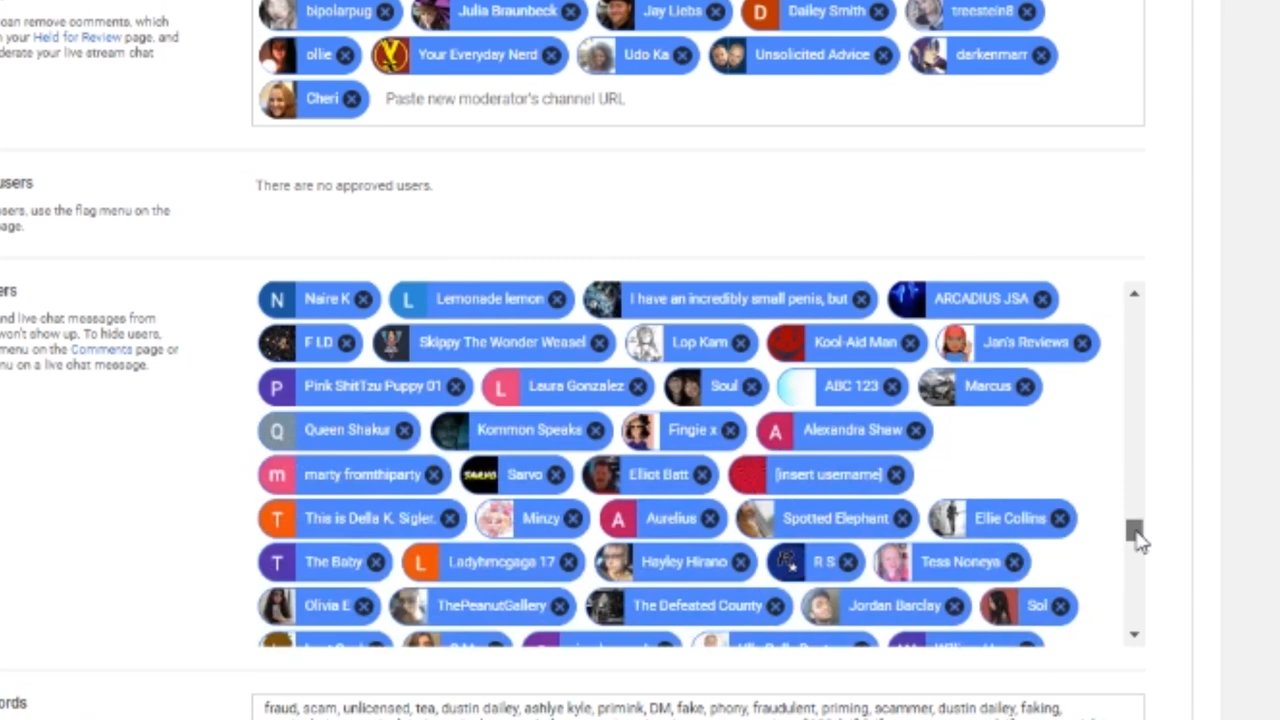 can remove comments, which
n your Held for Review page, and
derate your live stream chat
bipolarpug Julia Braunbeck Jay Liebs D Dailey Smith treestein8
ollie Your Everyday Nerd Udo Ka Unsolicited Advice darkenmarr
Cheri Paste new moderator's channel URL
users
There are no approved users.
sers, use the flag menu on the
age.
ers
nd live chat messages from
won't show up. To hide users,
menu on the Comments page or
nu on a live chat message.
N Naire K L Lemonade lemon I have an incredibly small penis, but ARCADIUS JSA
F LD Skippy The Wonder Weasel Lop Kam Kool-Aid Man Jan's Reviews
P Pink ShitTzu Puppy 01 L Laura Gonzalez Soul ABC 123 Marcus
Q Queen Shakur Kommon Speaks Fingie x A Alexandra Shaw
m marty fromthiparty Sarvo Elliot Batt [insert username]
T This is Della K. Sigler. Minzy A Aurelius Spotted Elephant Ellie Collins
T The Baby L Ladyhmcgaga 17 Hayley Hirano R S Tess Noneya
Olivia E ThePeanutGallery The Defeated County Jordan Barclay Sol
ords
fraud, scam, unlicensed, tea, dustin dailey, ashlye kyle, primink, DM, fake, phony, fraudulent, priming, scammer, dustin dailey, faking,